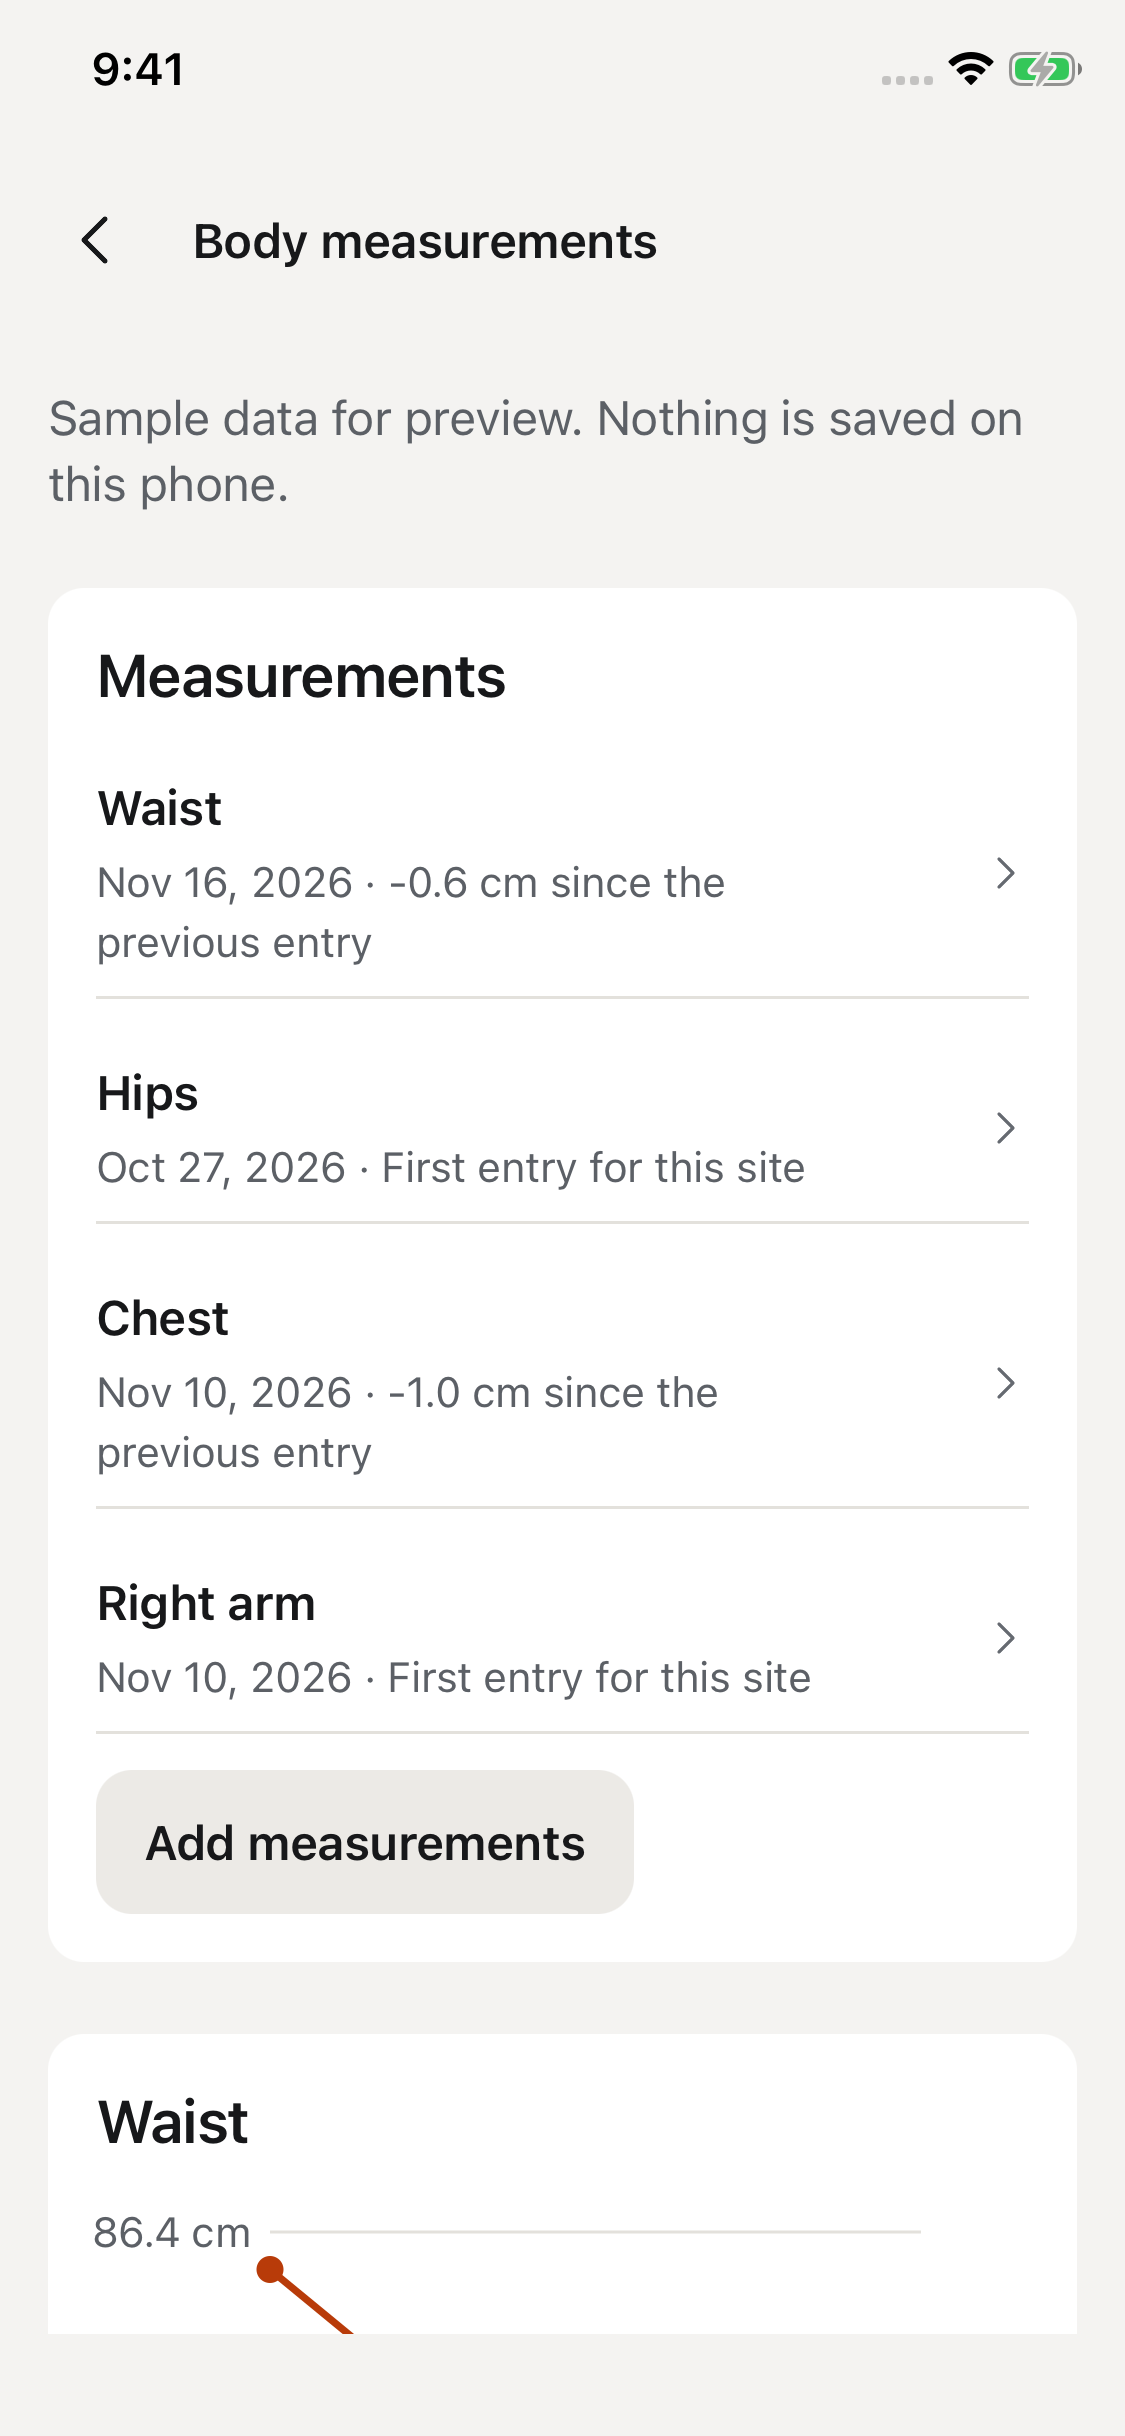 9:41
Body measurements
Sample data for preview. Nothing is saved on
this phone.
Measurements
Waist
Nov 16, 2026 · -0.6 cm since the
previous entry
Hips
Oct 27, 2026 · First entry for this site
Chest
Nov 10, 2026 · -1.0 cm since the
previous entry
Right arm
Nov 10, 2026 · First entry for this site
Add measurements
Waist
86.4 cm